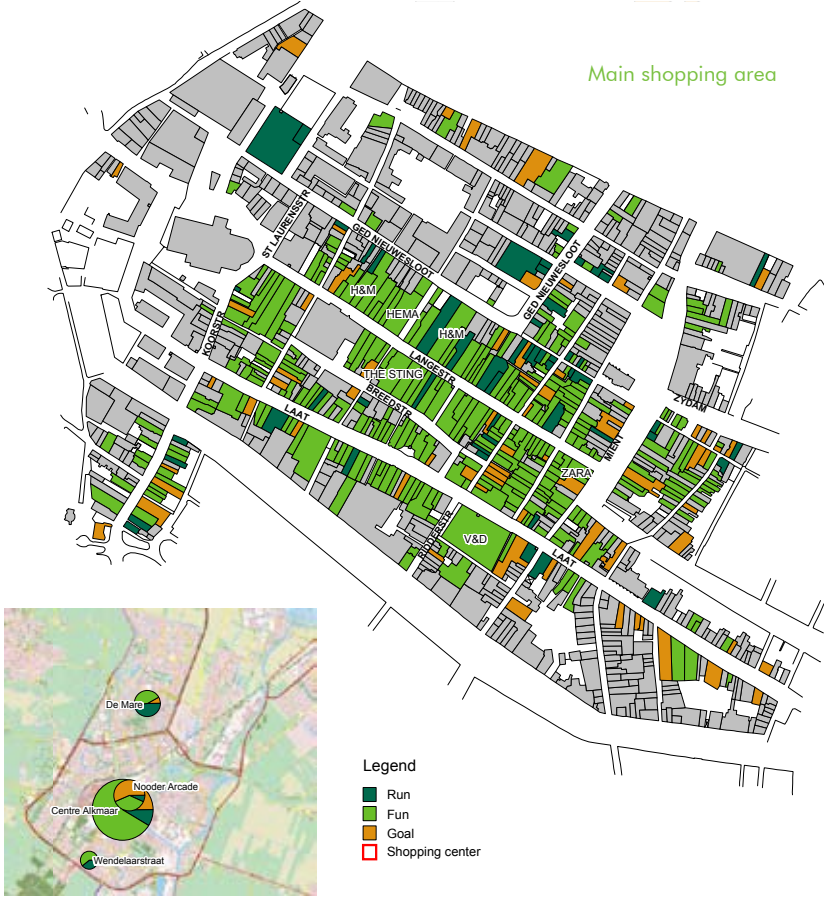 Main shopping area
ST LAURENSSTR
GED NIEUWESLOOT
GED NIEUWESLOOT
H&M
HEMA
H&M
KOORSTR
LANGESTR
THE STING
BREEDSTR
ZYDAM
LAAT
MIENT
ZARA
RIDDERSTR
V&D
LAAT
De Mare
Nooder Arcade
Centre Alkmaar
Wendelaarstraat
Legend
Run
Fun
Goal
Shopping center